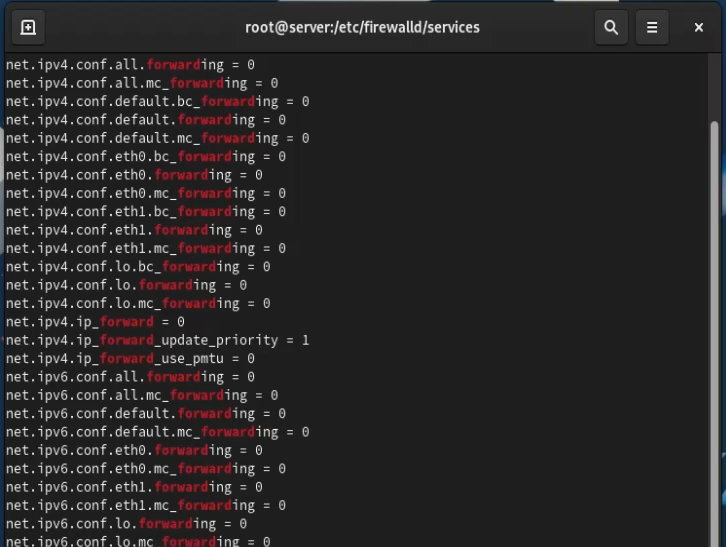 root@server:/etc/firewalld/services
net.ipv4.conf.all.forwarding = 0
net.ipv4.conf.all.mc_forwarding = 0
net.ipv4.conf.default.bc_forwarding = 0
net.ipv4.conf.default.forwarding = 0
net.ipv4.conf.default.mc_forwarding = 0
net.ipv4.conf.eth0.bc_forwarding = 0
net.ipv4.conf.eth0.forwarding = 0
net.ipv4.conf.eth0.mc_forwarding = 0
net.ipv4.conf.eth1.bc_forwarding = 0
net.ipv4.conf.eth1.forwarding = 0
net.ipv4.conf.eth1.mc_forwarding = 0
net.ipv4.conf.lo.bc_forwarding = 0
net.ipv4.conf.lo.forwarding = 0
net.ipv4.conf.lo.mc_forwarding = 0
net.ipv4.ip_forward = 0
net.ipv4.ip_forward_update_priority = 1
net.ipv4.ip_forward_use_pmtu = 0
net.ipv6.conf.all.forwarding = 0
net.ipv6.conf.all.mc_forwarding = 0
net.ipv6.conf.default.forwarding = 0
net.ipv6.conf.default.mc_forwarding = 0
net.ipv6.conf.eth0.forwarding = 0
net.ipv6.conf.eth0.mc_forwarding = 0
net.ipv6.conf.eth1.forwarding = 0
net.ipv6.conf.eth1.mc_forwarding = 0
net.ipv6.conf.lo.forwarding = 0
net.ipv6.conf.lo.mc_forwarding = 0